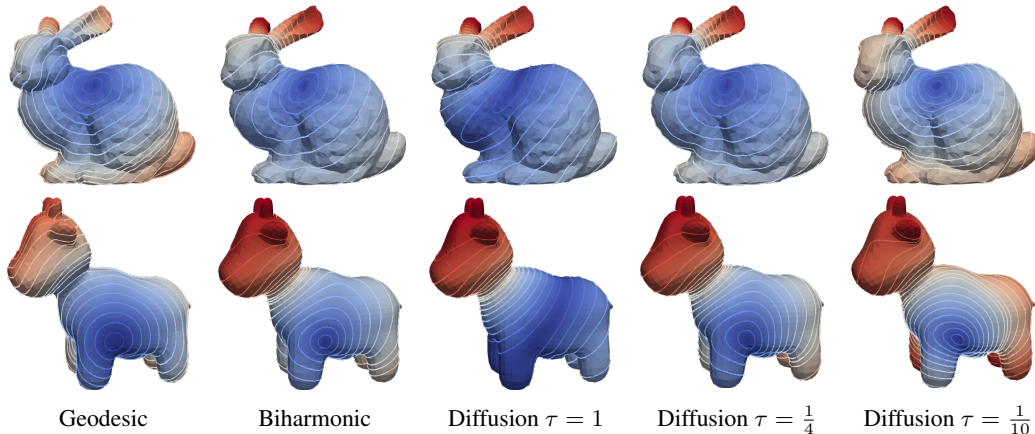 Geodesic Biharmonic Diffusion τ = 1 Diffusion τ = 1/4 Diffusion τ = 1/10